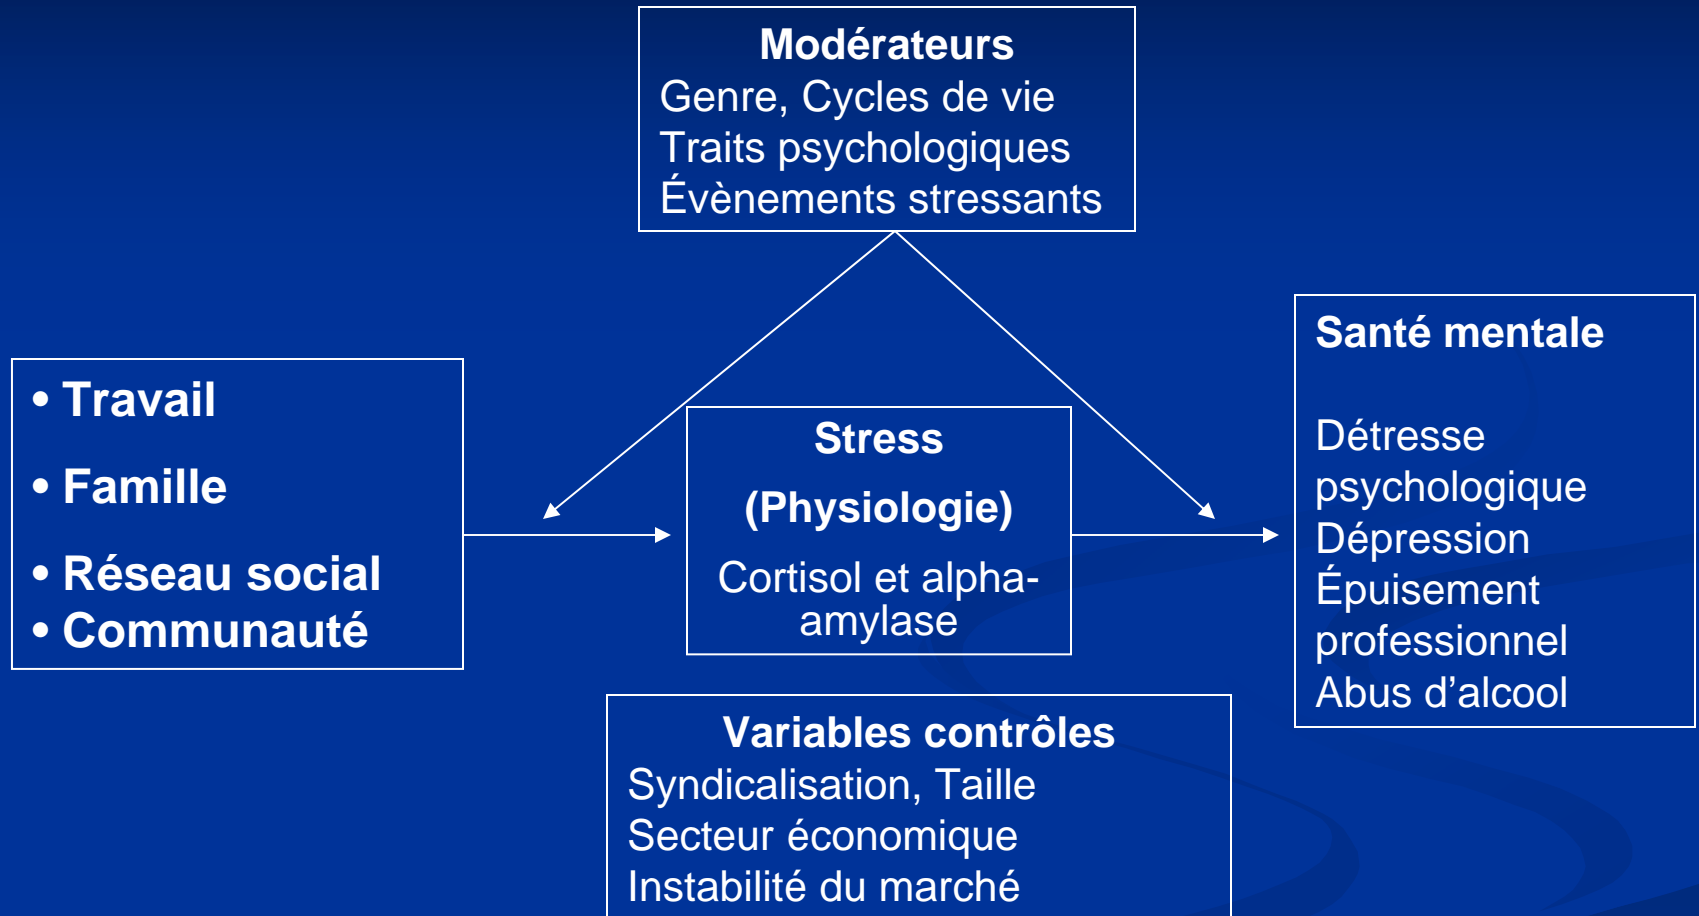 Modérateurs
Genre, Cycles de vie
Traits psychologiques
Évènements stressants
• Travail
• Famille
• Réseau social
• Communauté
Stress
(Physiologie)
Cortisol et alpha-
amylase
Santé mentale
Détresse
psychologique
Dépression
Épuisement
professionnel
Abus d’alcool
Variables contrôles
Syndicalisation, Taille
Secteur économique
Instabilité du marché